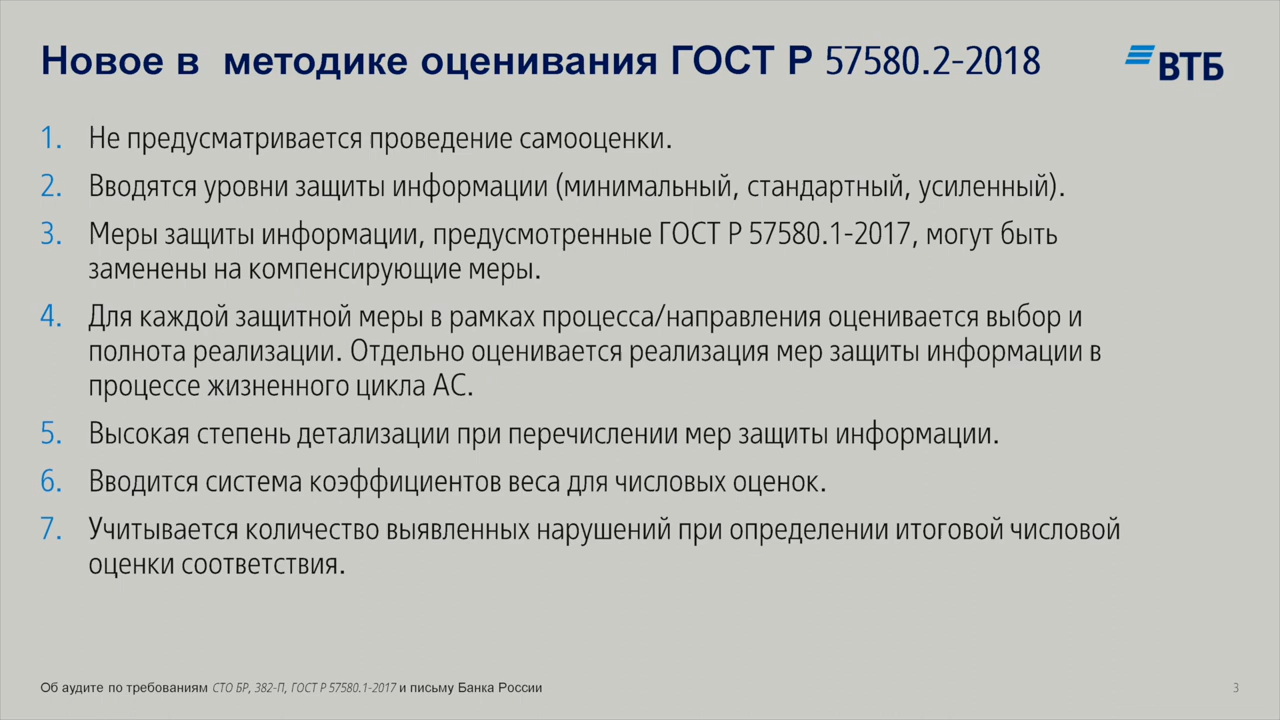 Новое в методике оценивания ГОСТ Р 57580.2-2018
ВТБ
1. Не предусматривается проведение самооценки.
2. Вводятся уровни защиты информации (минимальный, стандартный, усиленный).
3. Меры защиты информации, предусмотренные ГОСТ Р 57580.1-2017, могут быть
заменены на компенсирующие меры.
4. Для каждой защитной меры в рамках процесса/направления оценивается выбор и
полнота реализации. Отдельно оценивается реализация мер защиты информации в
процессе жизненного цикла АС.
5. Высокая степень детализации при перечислении мер защиты информации.
6. Вводится система коэффициентов веса для числовых оценок.
7. Учитывается количество выявленных нарушений при определении итоговой числовой
оценки соответствия.
Об аудите по требованиям СТО БР, 382-П, ГОСТ Р 57580.1-2017 и письму Банка России
3